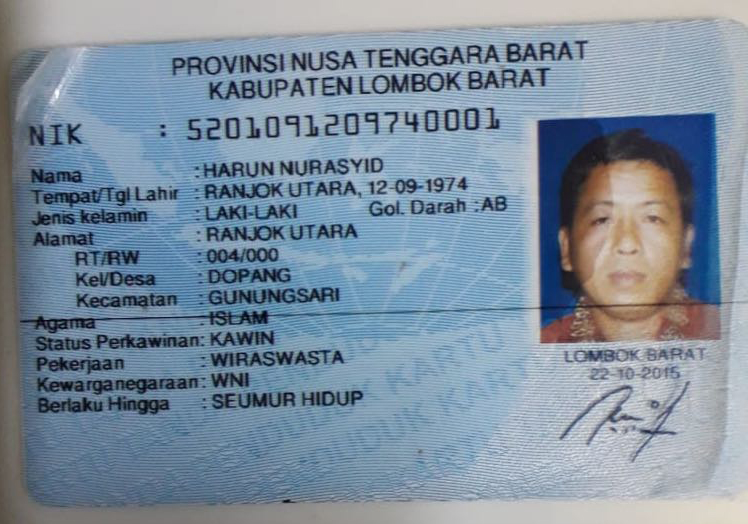 PROVINSI NUSA TENGGARA BARAT
KABUPATEN LOMBOK BARAT
NIK : 5201091209740001
Nama : HARUN NURASYID
Tempat/Tgl Lahir : RANJOK UTARA, 12-09-1974
Jenis kelamin : LAKI-LAKI Gol. Darah : AB
Alamat : RANJOK UTARA
RT/RW : 004/000
Kel/Desa : DOPANG
Kecamatan : GUNUNGSARI
Agama : ISLAM
Status Perkawinan: KAWIN
Pekerjaan : WIRASWASTA
Kewarganegaraan: WNI
Berlaku Hingga : SEUMUR HIDUP
LOMBOK BARAT
22-10-2015